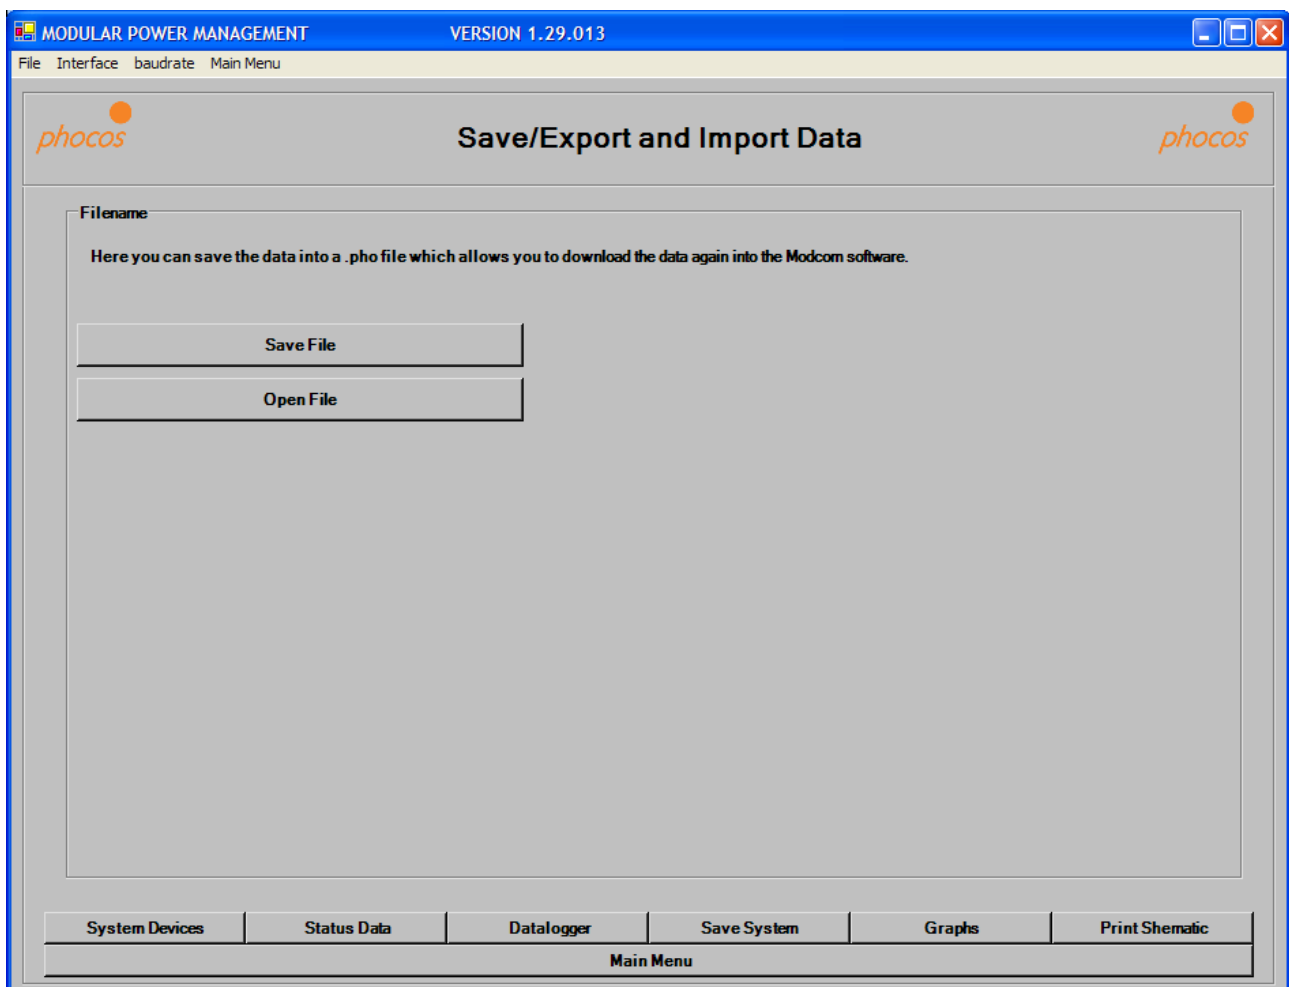 MODULAR POWER MANAGEMENT VERSION 1.29.013
File Interface baudrate Main Menu
phocos Save/Export and Import Data phocos
Filename
Here you can save the data into a .pho file which allows you to download the data again into the Modcom software.
Save File
Open File
System Devices Status Data Datalogger Save System Graphs Print Shematic
Main Menu